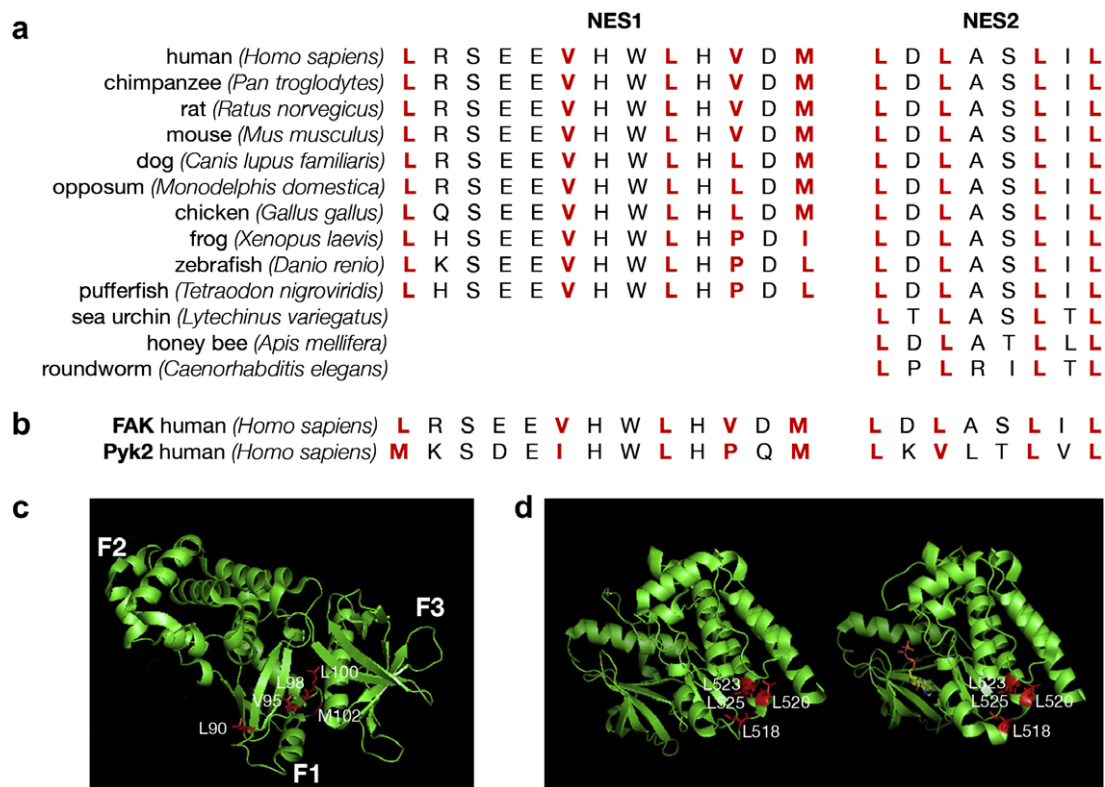 NES1 NES2
a
human (Homo sapiens) L R S E E V H W L H V D M L D L A S L I L
chimpanzee (Pan troglodytes) L R S E E V H W L H V D M L D L A S L I L
rat (Ratus norvegicus) L R S E E V H W L H V D M L D L A S L I L
mouse (Mus musculus) L R S E E V H W L H V D M L D L A S L I L
dog (Canis lupus familiaris) L R S E E V H W L H L D M L D L A S L I L
opposum (Monodelphis domestica) L R S E E V H W L H L D M L D L A S L I L
chicken (Gallus gallus) L Q S E E V H W L H L D M L D L A S L I L
frog (Xenopus laevis) L H S E E V H W L H P D I L D L A S L I L
zebrafish (Danio renio) L K S E E V H W L H P D L L D L A S L I L
pufferfish (Tetraodon nigroviridis) L H S E E V H W L H P D L L D L A S L I L
sea urchin (Lytechinus variegatus) L T L A S L T L
honey bee (Apis mellifera) L D L A T L L L
roundworm (Caenorhabditis elegans) L P L R I L T L
b
FAK human (Homo sapiens) L R S E E V H W L H V D M L D L A S L I L
Pyk2 human (Homo sapiens) M K S D E I H W L H P Q M L K V L T L V L
c
F2
F3
L100
L98
V95
M102
L90
F1
d
L523
L525 L520
L518
L523
L525 L520
L518